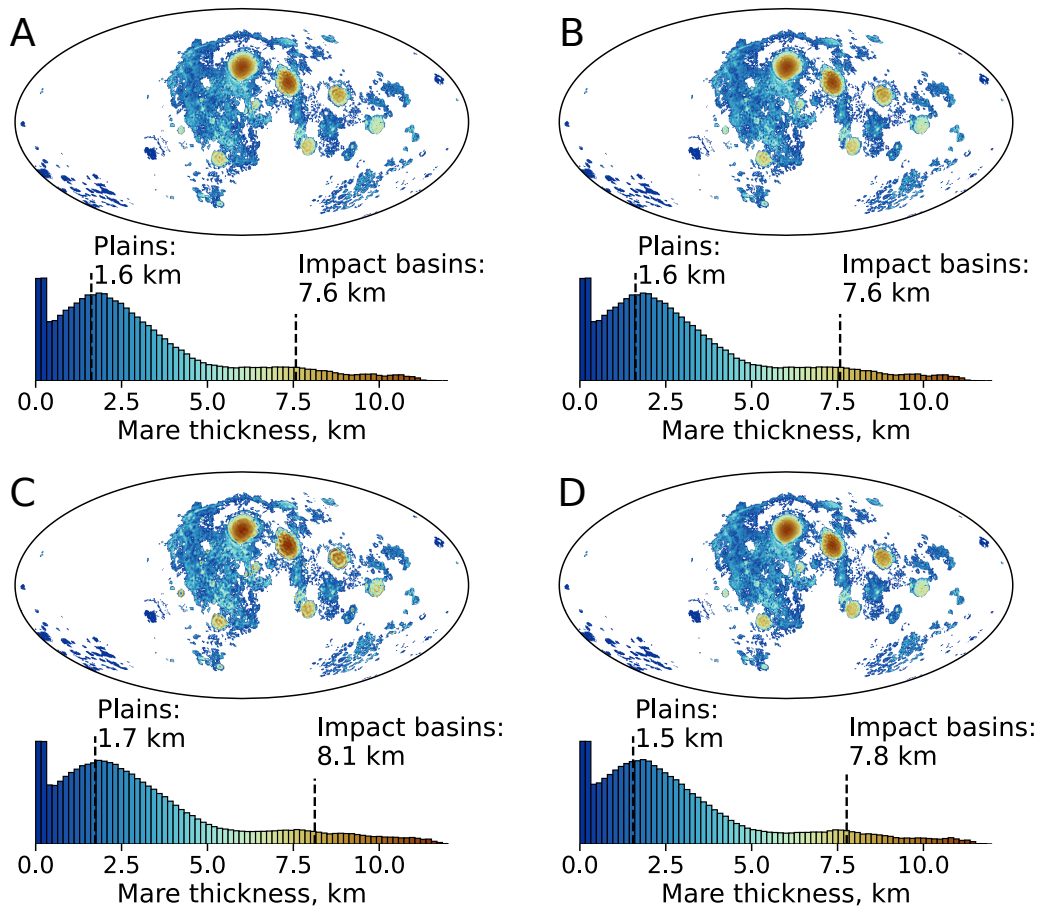 A
Plains:
1.6 km
Impact basins:
7.6 km
0.0 2.5 5.0 7.5 10.0
Mare thickness, km
B
Plains:
1.6 km
Impact basins:
7.6 km
0.0 2.5 5.0 7.5 10.0
Mare thickness, km
C
Plains:
1.7 km
Impact basins:
8.1 km
0.0 2.5 5.0 7.5 10.0
Mare thickness, km
D
Plains:
1.5 km
Impact basins:
7.8 km
0.0 2.5 5.0 7.5 10.0
Mare thickness, km